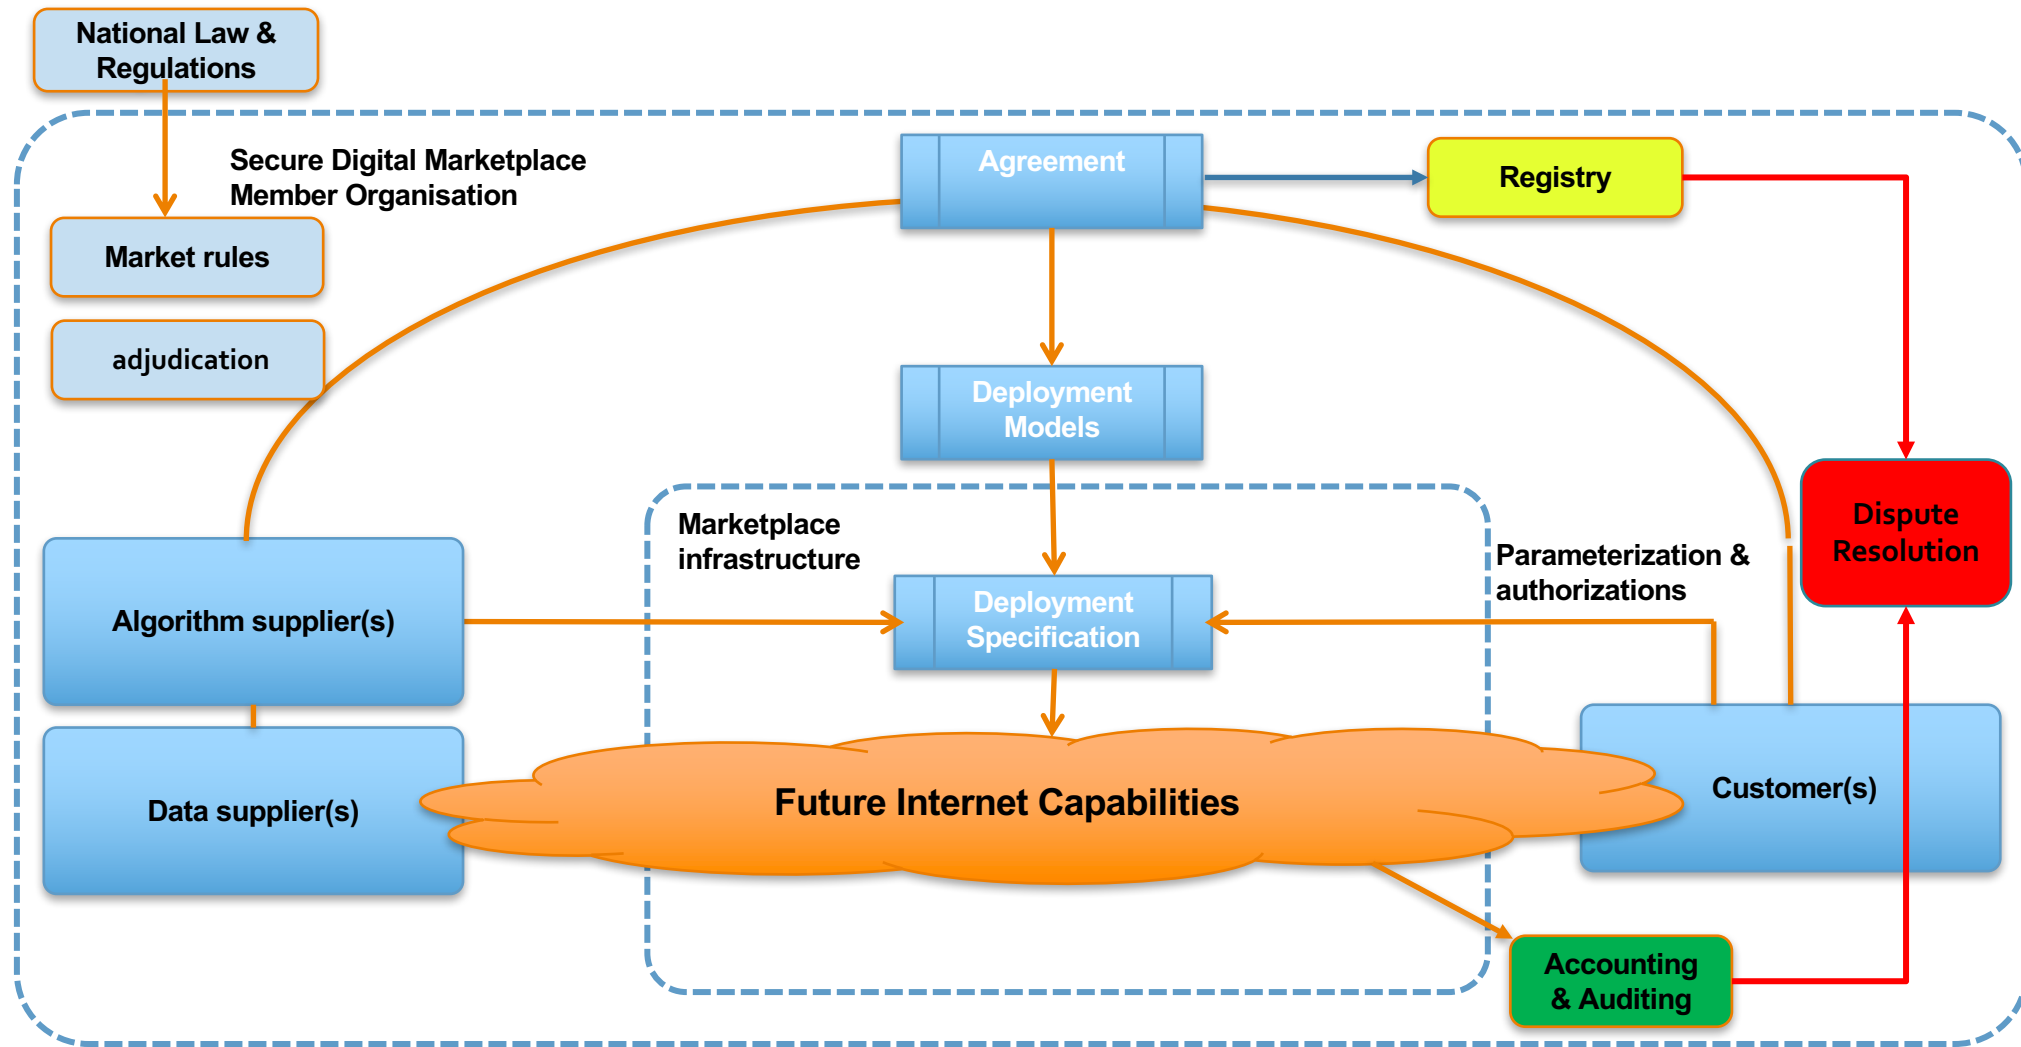 National Law &
Regulations
Secure Digital Marketplace
Member Organisation
Agreement
Registry
Market rules
adjudication
Deployment
Models
Marketplace
infrastructure
Dispute
Resolution
Parameterization &
authorizations
Algorithm supplier(s)
Deployment
Specification
Data supplier(s)
Future Internet Capabilities
Customer(s)
Accounting
& Auditing